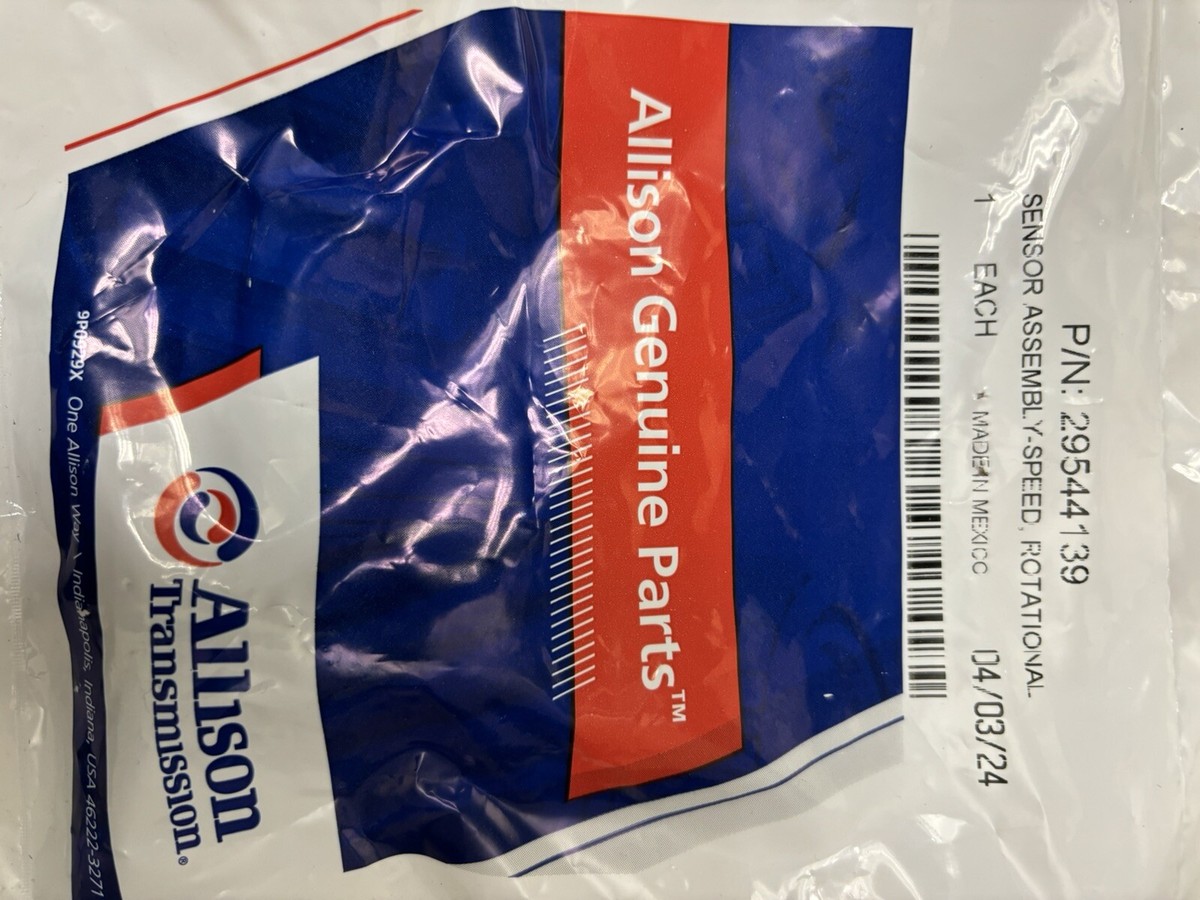 P/N: 29544139
SENSOR ASSEMBLY-SPEED, ROTATIONAL
1 EACH * MADE IN MEXICO 04/03/24
Allison Genuine Parts™
Allison
Transmission®
9P0929X One Allison Way \ Indianapolis, Indiana, USA 46222-3271